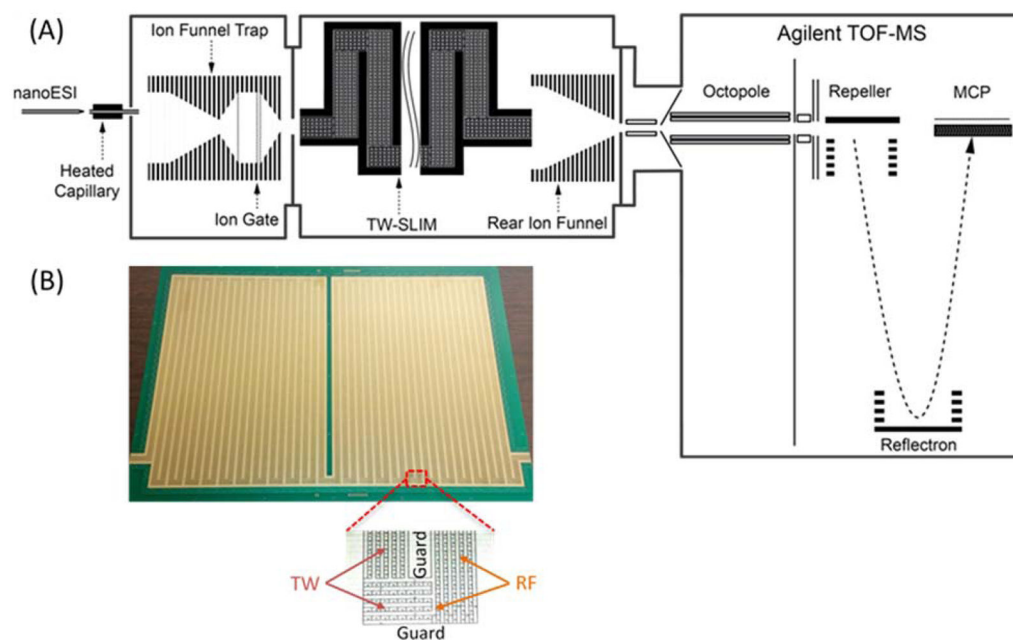 (A)
Ion Funnel Trap
nanoESI
Heated
Capillary
Ion Gate
TW-SLIM
Rear Ion Funnel
Agilent TOF-MS
Octopole
Repeller
MCP
Reflectron
(B)
TW
Guard
RF
Guard